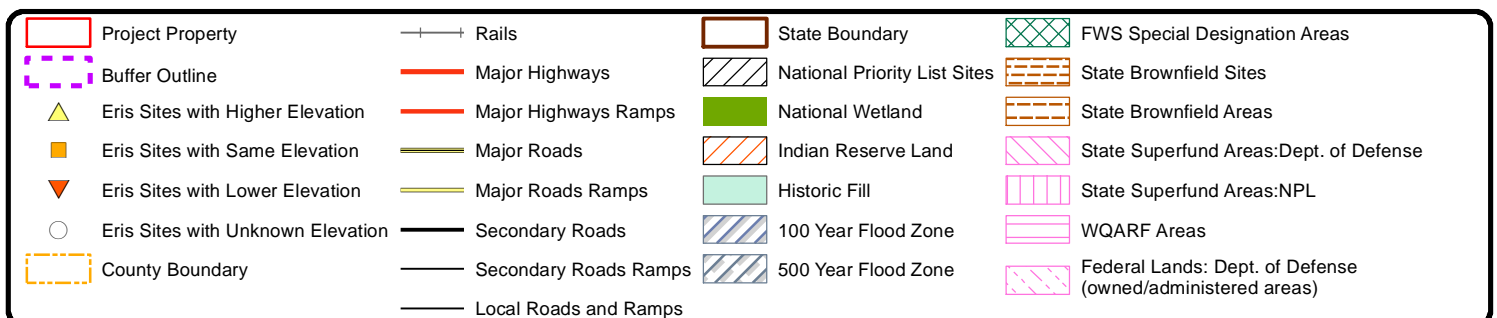 Project Property
Buffer Outline
Eris Sites with Higher Elevation
Eris Sites with Same Elevation
Eris Sites with Lower Elevation
Eris Sites with Unknown Elevation
County Boundary
Rails
Major Highways
Major Highways Ramps
Major Roads
Major Roads Ramps
Secondary Roads
Secondary Roads Ramps
Local Roads and Ramps
State Boundary
National Priority List Sites
National Wetland
Indian Reserve Land
Historic Fill
100 Year Flood Zone
500 Year Flood Zone
FWS Special Designation Areas
State Brownfield Sites
State Brownfield Areas
State Superfund Areas:Dept. of Defense
State Superfund Areas:NPL
WQARF Areas
Federal Lands: Dept. of Defense
(owned/administered areas)